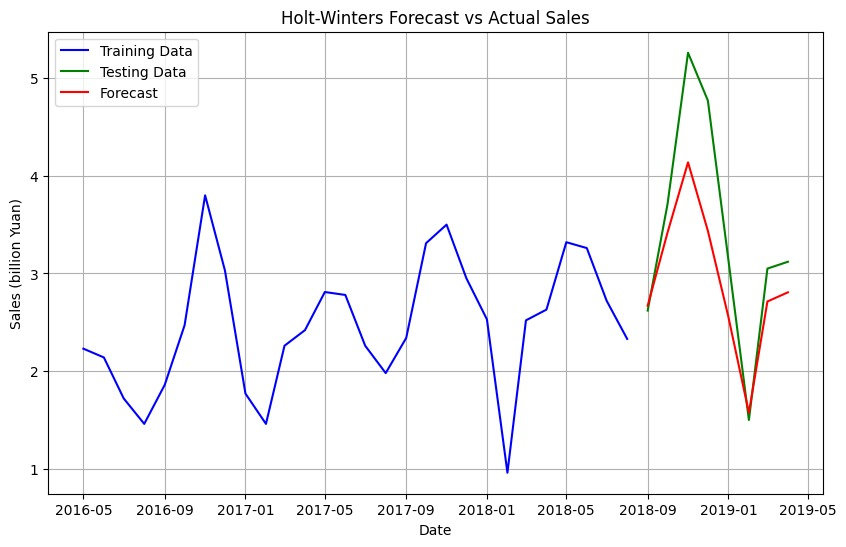 Holt-Winters Forecast vs Actual Sales
Training Data
Testing Data
Forecast
5
4
3
2
1
Sales (billion Yuan)
2016-05 2016-09 2017-01 2017-05 2017-09 2018-01 2018-05 2018-09 2019-01 2019-05
Date